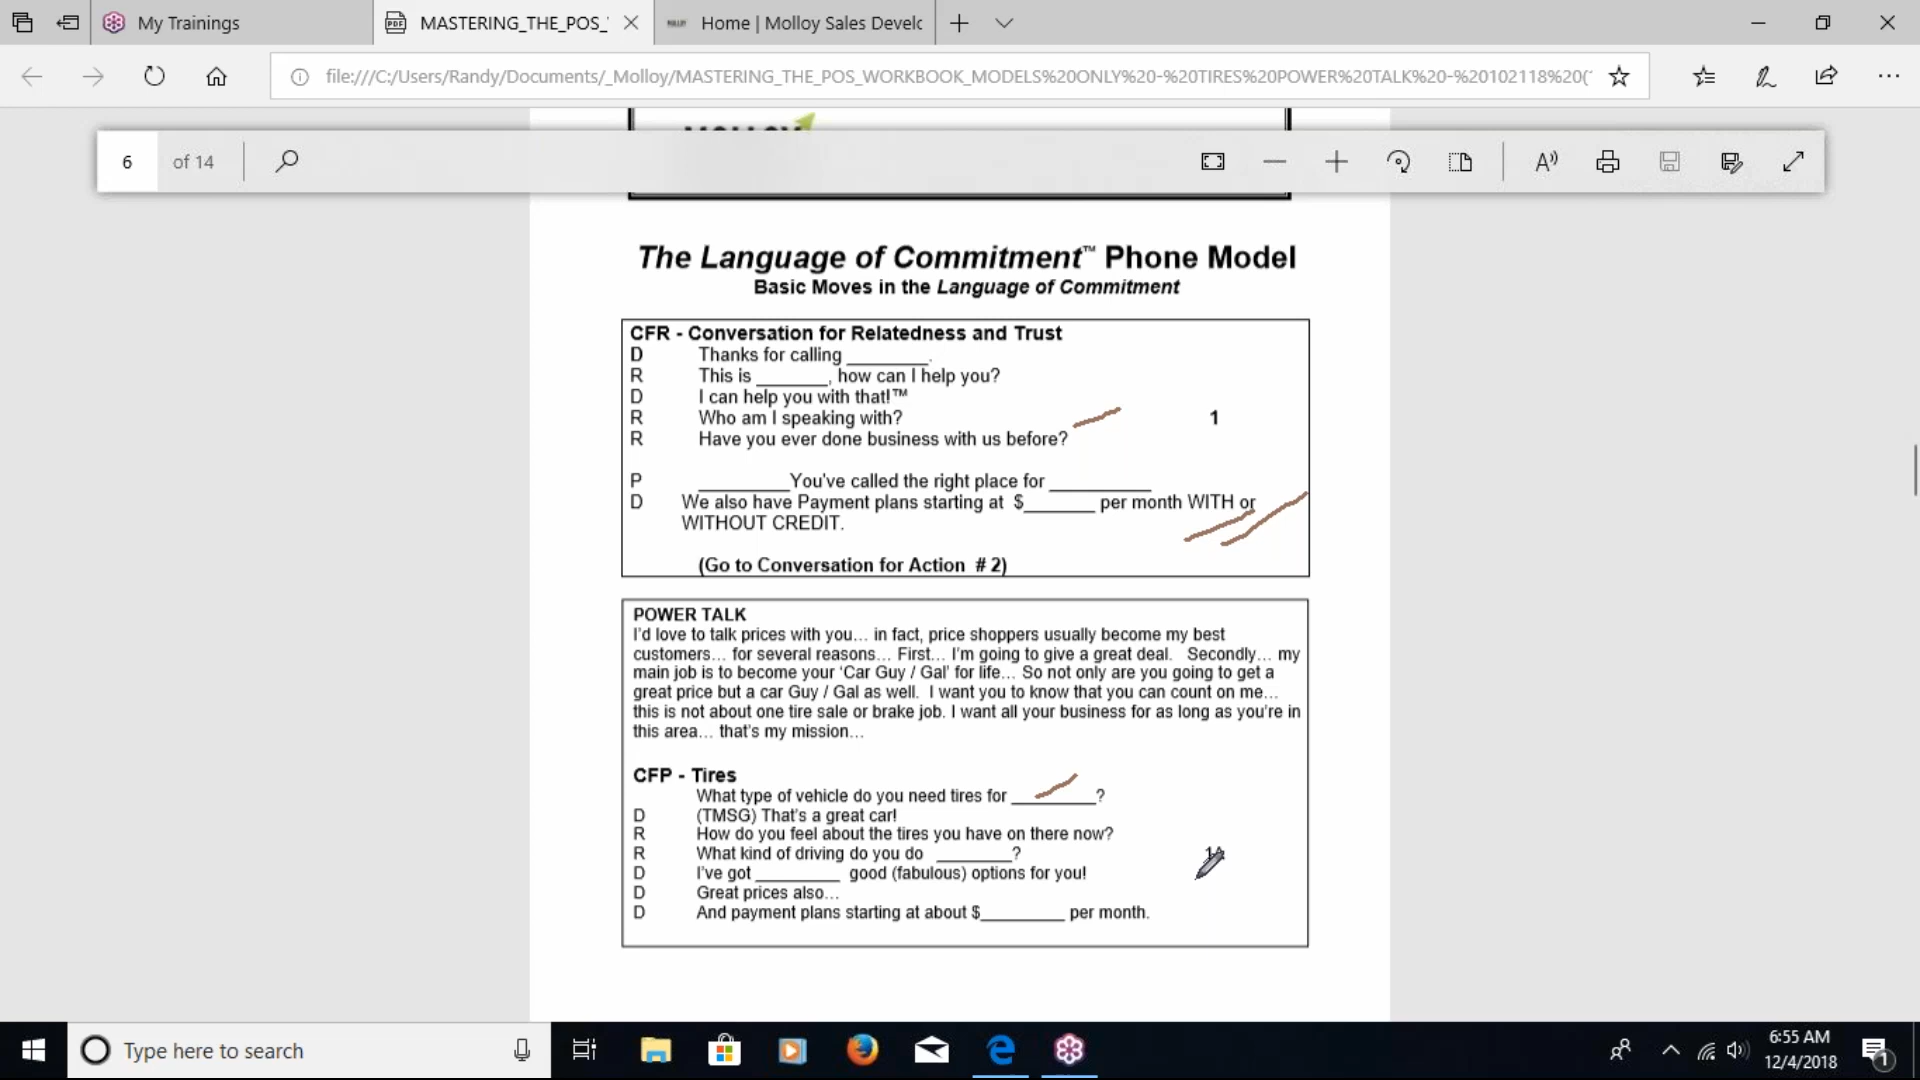 My Trainings
MASTERING_THE_POS_
Home | Molloy Sales Develc
file:///C:/Users/Randy/Documents/_Molloy/MASTERING_THE_POS_WORKBOOK_MODELS%20ONLY%20-%20TIRES%20POWER%20TALK%20-%20102118%20(
6 of 14
The Language of Commitment™ Phone Model
Basic Moves in the Language of Commitment
CFR - Conversation for Relatedness and Trust
D Thanks for calling ________.
R This is _______, how can I help you?
D I can help you with that!™
R Who am I speaking with? 1
R Have you ever done business with us before?
P _________You've called the right place for __________
D We also have Payment plans starting at $_______ per month WITH or
WITHOUT CREDIT.
(Go to Conversation for Action # 2)
POWER TALK
I'd love to talk prices with you… in fact, price shoppers usually become my best
customers… for several reasons… First… I'm going to give a great deal. Secondly… my
main job is to become your 'Car Guy / Gal' for life… So not only are you going to get a
great price but a car Guy / Gal as well. I want you to know that you can count on me…
this is not about one tire sale or brake job. I want all your business for as long as you're in
this area… that's my mission…
CFP - Tires
What type of vehicle do you need tires for _________?
D (TMSG) That's a great car!
R How do you feel about the tires you have on there now?
R What kind of driving do you do ________?
D I've got _________ good (fabulous) options for you!
D Great prices also…
D And payment plans starting at about $_________ per month.
Type here to search
6:55 AM
12/4/2018
1